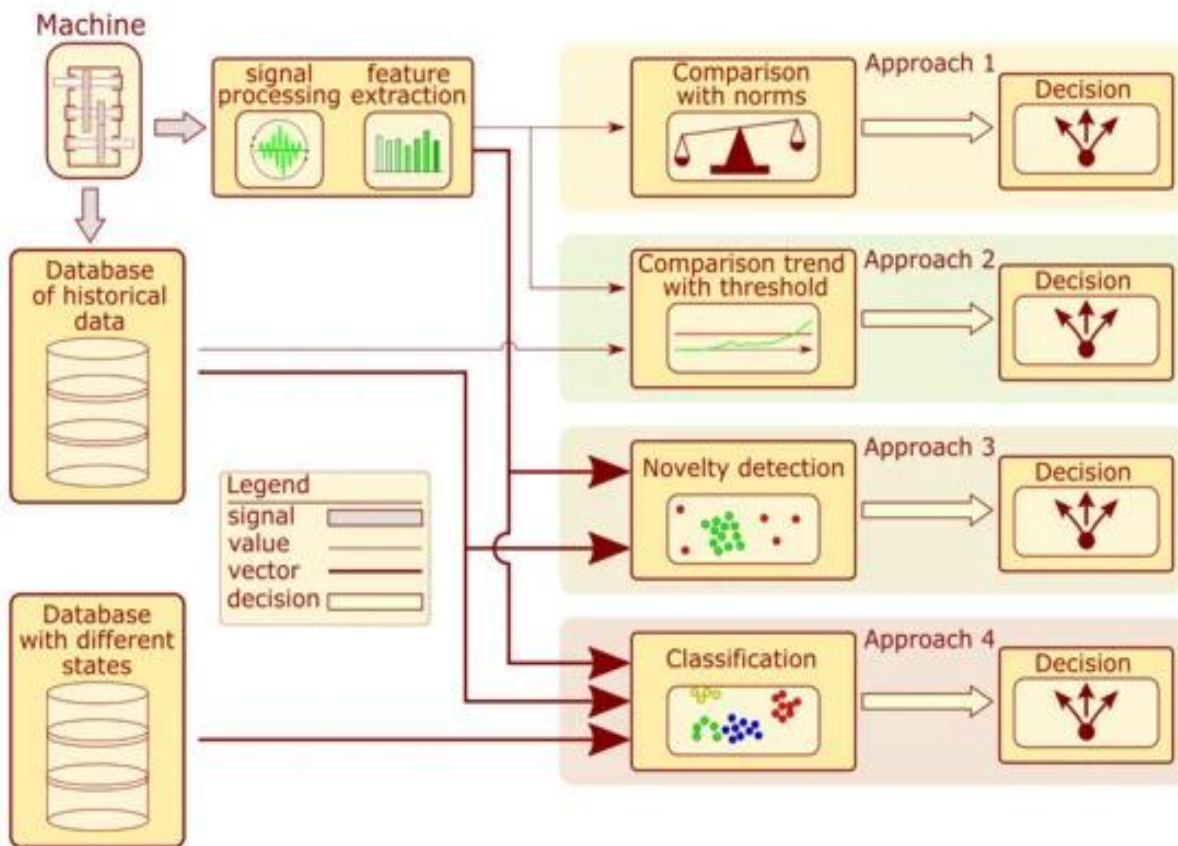 Machine
signal
processing
feature
extraction
Comparison
with norms
Approach 1
Decision
Database
of historical
data
Comparison trend
with threshold
Approach 2
Decision
Novelty detection
Approach 3
Decision
Legend
signal
value
vector
decision
Database
with different
states
Classification
Approach 4
Decision